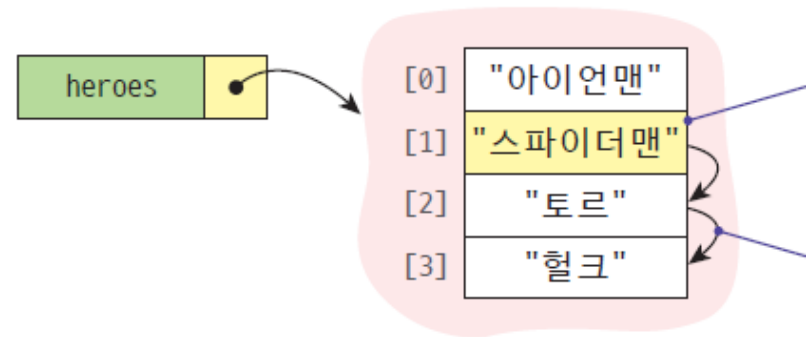 heroes
[0] "아이언맨"
[1] "스파이더맨"
[2] "토르"
[3] "헐크"